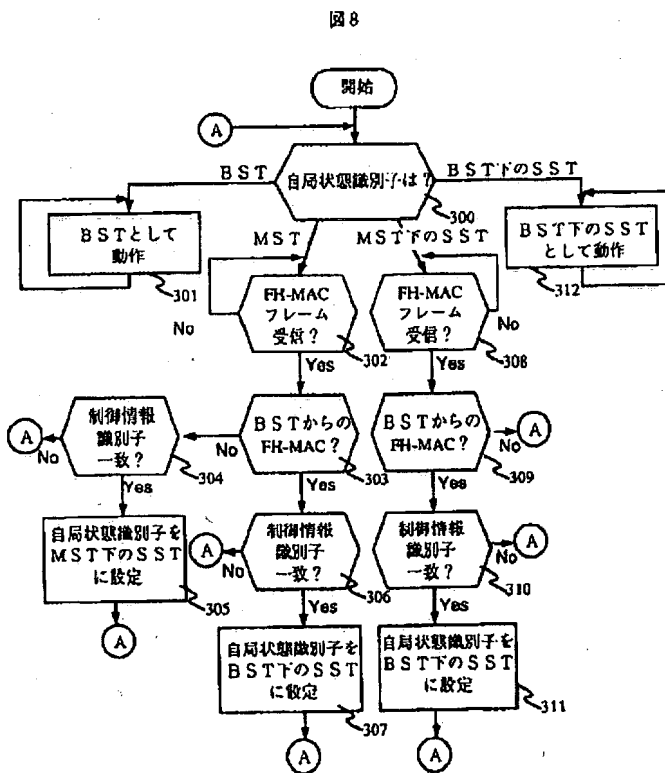 図8
開始
A
自局状態識別子は?
300
BST
BST下のSST
MST
MST下のSST
BSTとして
動作
301
BST下のSST
として動作
312
FH-MAC
フレーム
受信?
302
No
Yes
FH-MAC
フレーム
受信?
308
No
Yes
制御情報
識別子
一致?
304
A
No
Yes
BSTからの
FH-MAC?
303
No
Yes
BSTからの
FH-MAC?
309
No
A
Yes
自局状態識別子を
MST下のSST
に設定
305
A
制御情報
識別子
一致?
306
A
No
Yes
制御情報
識別子
一致?
310
No
A
Yes
自局状態識別子を
BST下のSST
に設定
307
A
自局状態識別子を
BST下のSST
に設定
311
A